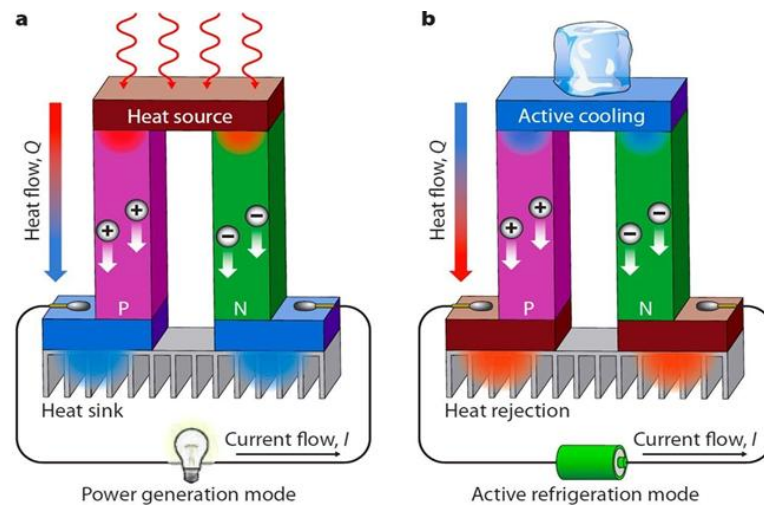 a
Heat source
Heat flow, Q
+
+
−
−
P
N
Heat sink
Current flow, I
Power generation mode
b
Active cooling
Heat flow, Q
+
+
−
−
P
N
Heat rejection
Current flow, I
Active refrigeration mode